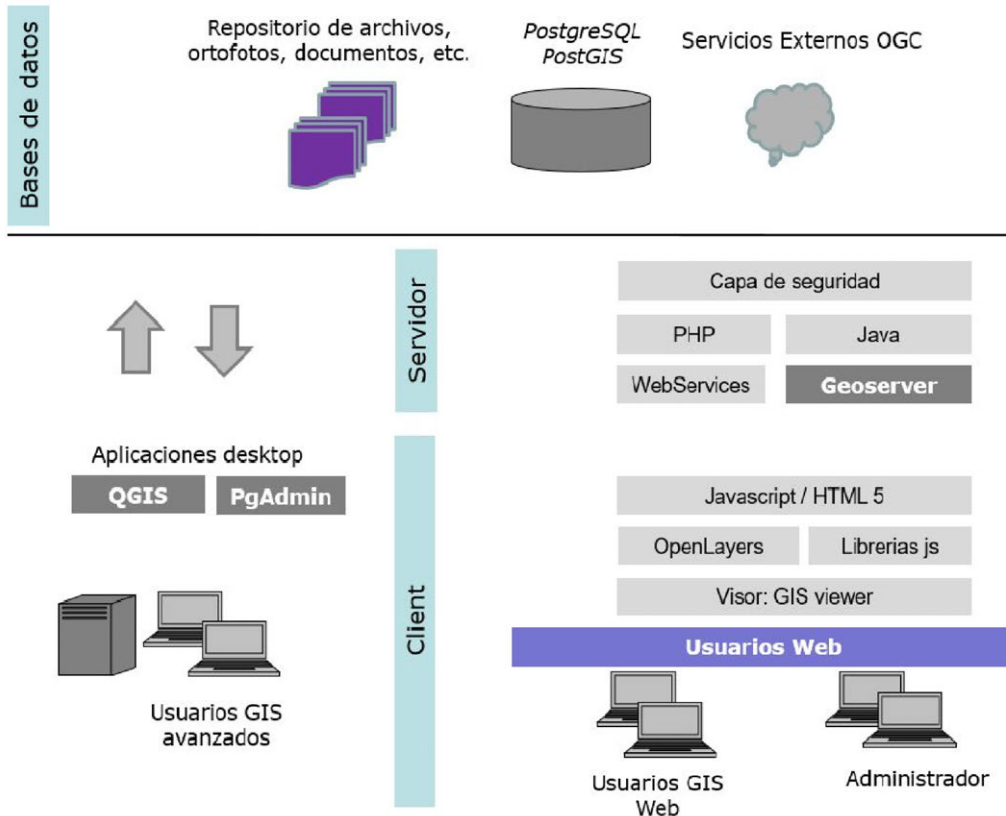 Bases de datos
Repositorio de archivos,
ortofotos, documentos, etc.
PostgreSQL
PostGIS
Servicios Externos OGC
Servidor
Capa de seguridad
PHP
Java
WebServices
Geoserver
Aplicaciones desktop
QGIS
PgAdmin
Usuarios GIS
avanzados
Client
Javascript / HTML 5
OpenLayers
Librerias js
Visor: GIS viewer
Usuarios Web
Usuarios GIS
Web
Administrador